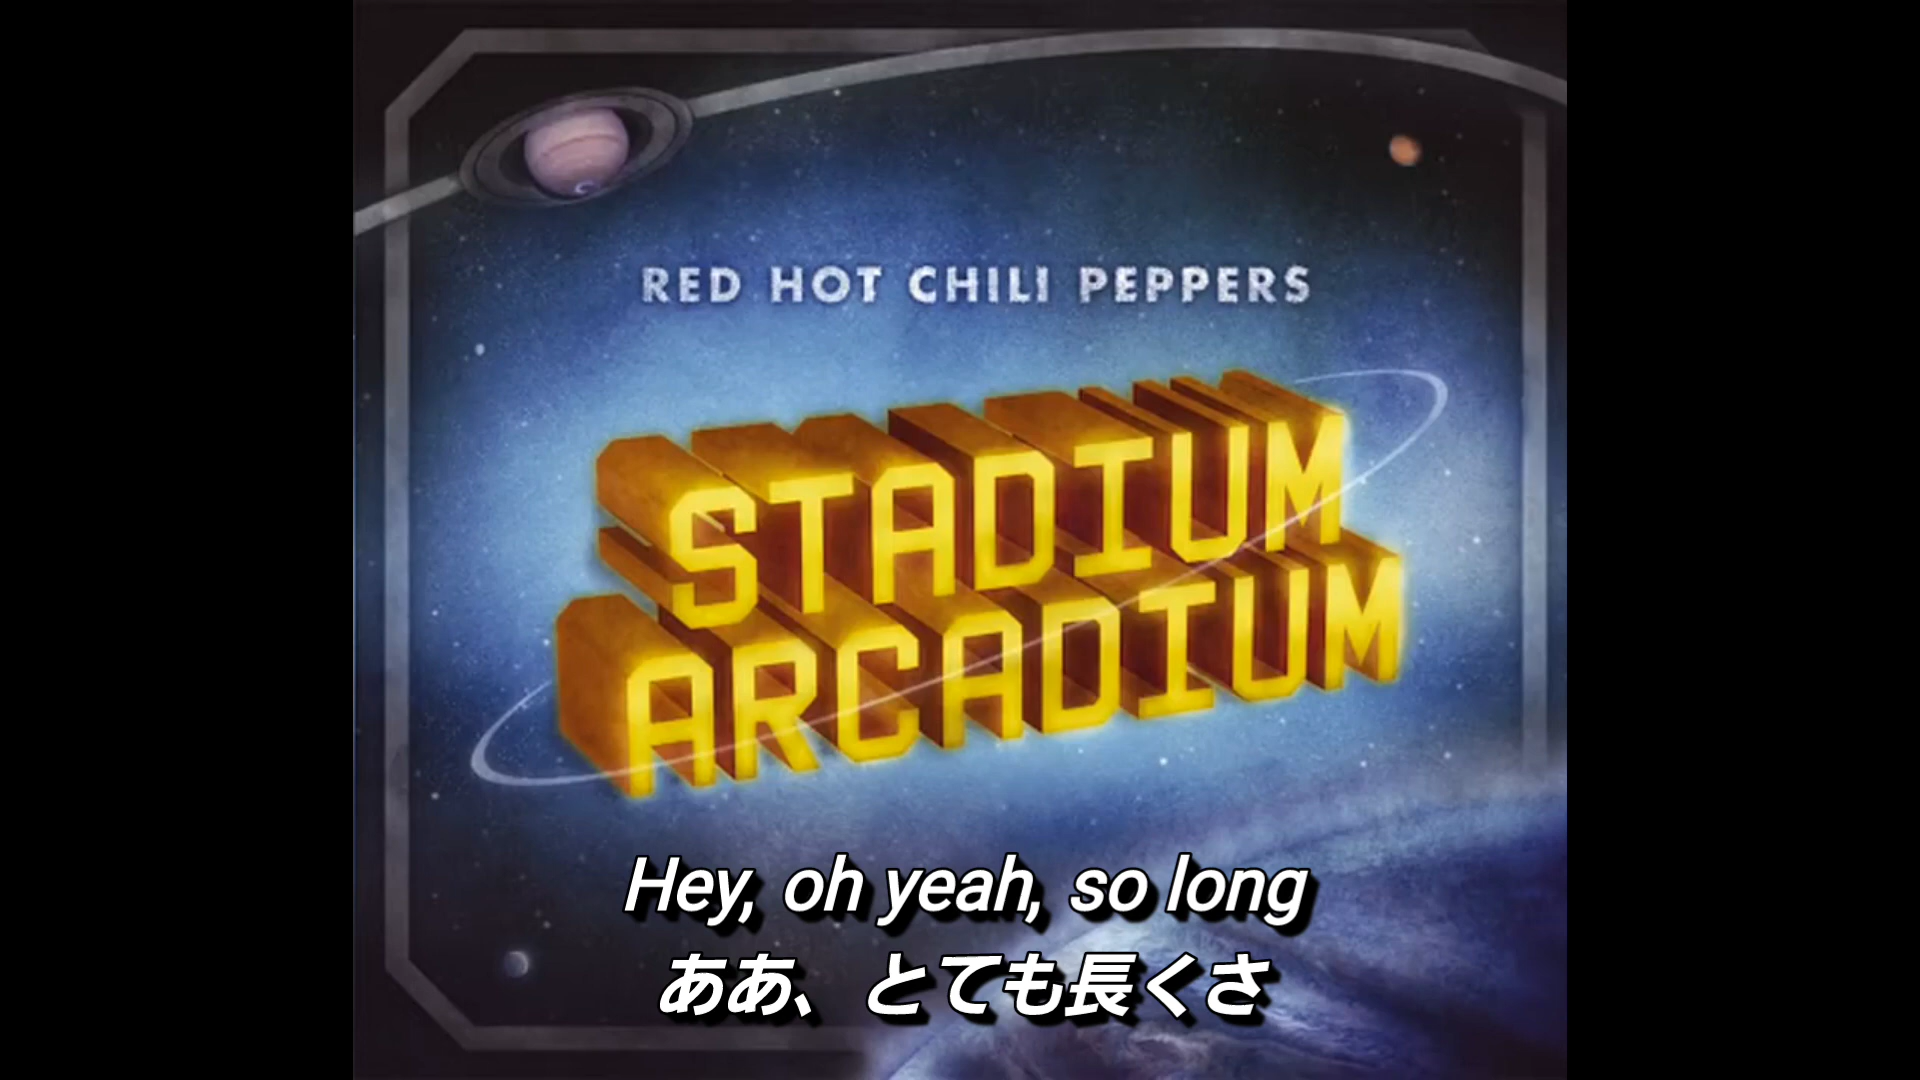 RED HOT CHILI PEPPERS
STADIUM
ARCADIUM
Hey, oh yeah, so long
ああ、とても長くさ